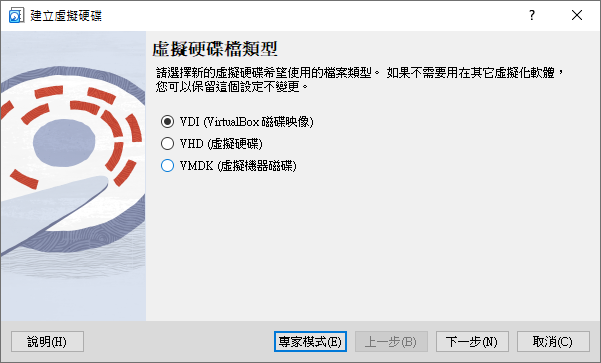 建立虛擬硬碟
虛擬硬碟檔類型
請選擇新的虛擬硬碟希望使用的檔案類型。 如果不需要用在其它虛擬化軟體，
您可以保留這個設定不變更。
VDI (VirtualBox 磁碟映像)
VHD (虛擬硬碟)
VMDK (虛擬機器磁碟)
說明(H)
專家模式(E)
上一步(B)
下一步(N)
取消(C)